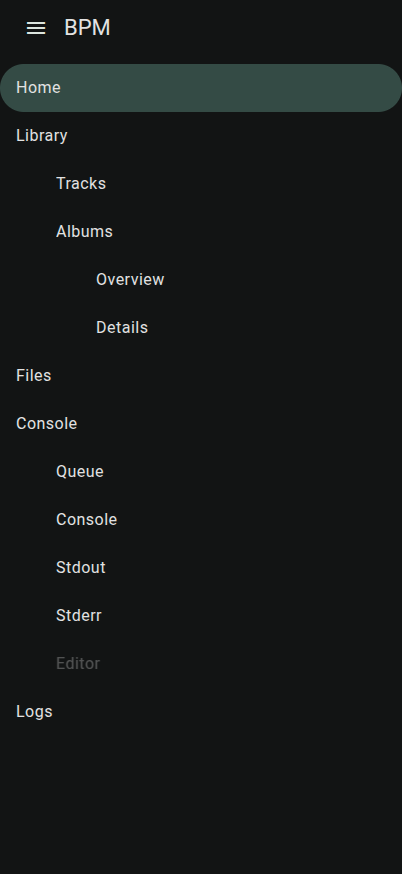 BPM
Home
Library
Tracks
Albums
Overview
Details
Files
Console
Queue
Console
Stdout
Stderr
Editor
Logs